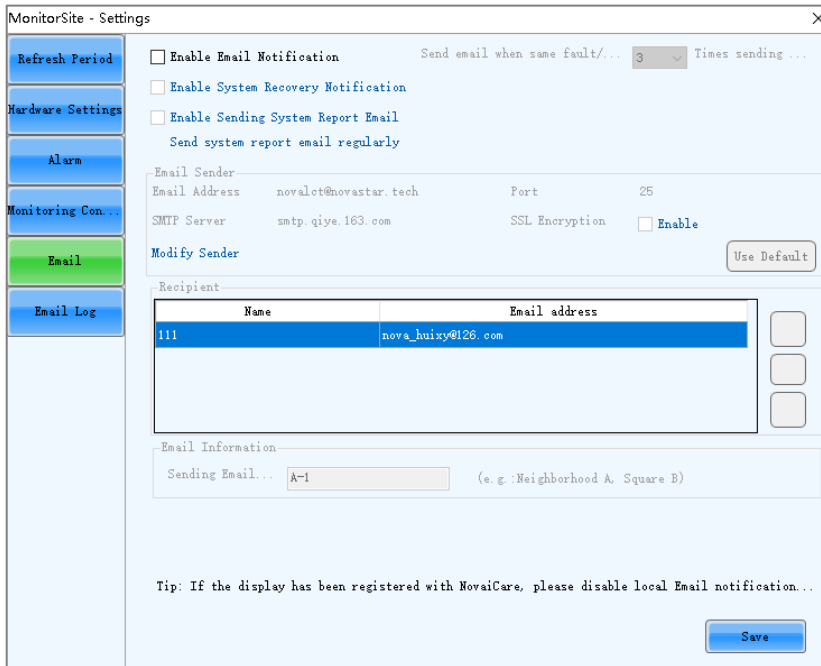 MonitorSite - Settings
Refresh Period
Hardware Settings
Alarm
Monitoring Con...
Email
Email Log
Enable Email Notification
Send email when same fault/...
3
Times sending ...
Enable System Recovery Notification
Enable Sending System Report Email
Send system report email regularly
Email Sender
Email Address
novalct@novastar.tech
Port
25
SMTP Server
smtp.qiye.163.com
SSL Encryption
Enable
Modify Sender
Use Default
Recipient
Name
Email address
111
nova_huixy@126.com
Email Information
Sending Email...
A-1
(e.g.:Neighborhood A, Square B)
Tip: If the display has been registered with NovaiCare, please disable local Email notification...
Save